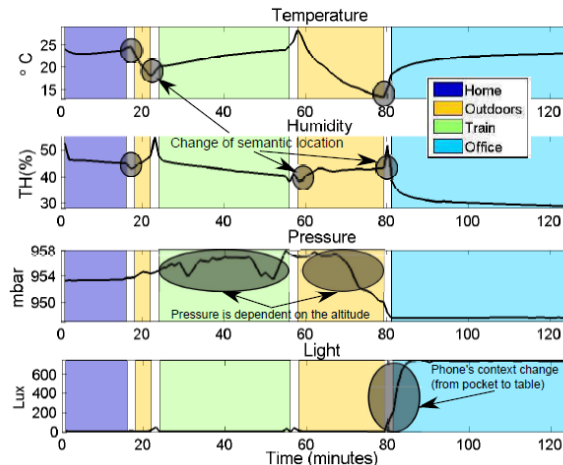 Temperature
° C
25
20
15
0 20 40 60 80 100 120
Home
Outdoors
Train
Office
Humidity
TH(%)
50
40
30
Change of semantic location
0 20 40 60 80 100 120
Pressure
mbar
958
954
950
Pressure is dependent on the altitude
0 20 40 60 80 100 120
Light
Lux
600
400
200
0
Phone's context change
(from pocket to table)
0 20 40 60 80 100 120
Time (minutes)